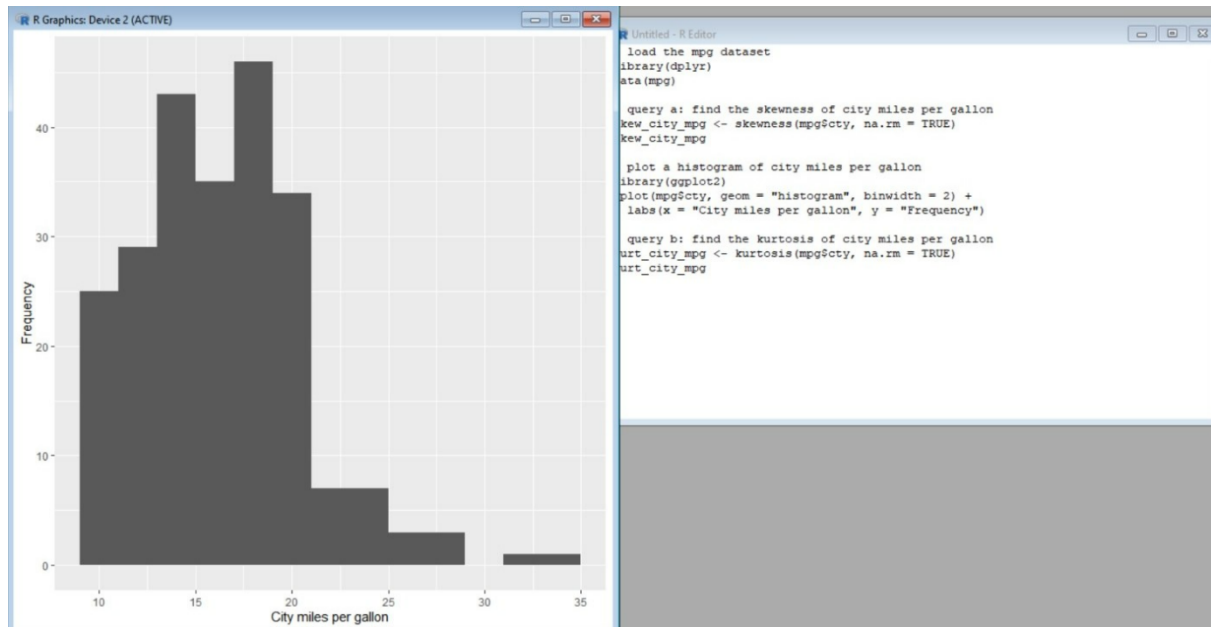 R Graphics: Device 2 (ACTIVE)
40
30
20
10
0
Frequency
10 15 20 25 30 35
City miles per gallon
R Untitled - R Editor
load the mpg dataset
ibrary(dplyr)
ata(mpg)
query a: find the skewness of city miles per gallon
kew_city_mpg <- skewness(mpg$cty, na.rm = TRUE)
kew_city_mpg
plot a histogram of city miles per gallon
ibrary(ggplot2)
plot(mpg$cty, geom = "histogram", binwidth = 2) +
labs(x = "City miles per gallon", y = "Frequency")
query b: find the kurtosis of city miles per gallon
urt_city_mpg <- kurtosis(mpg$cty, na.rm = TRUE)
urt_city_mpg